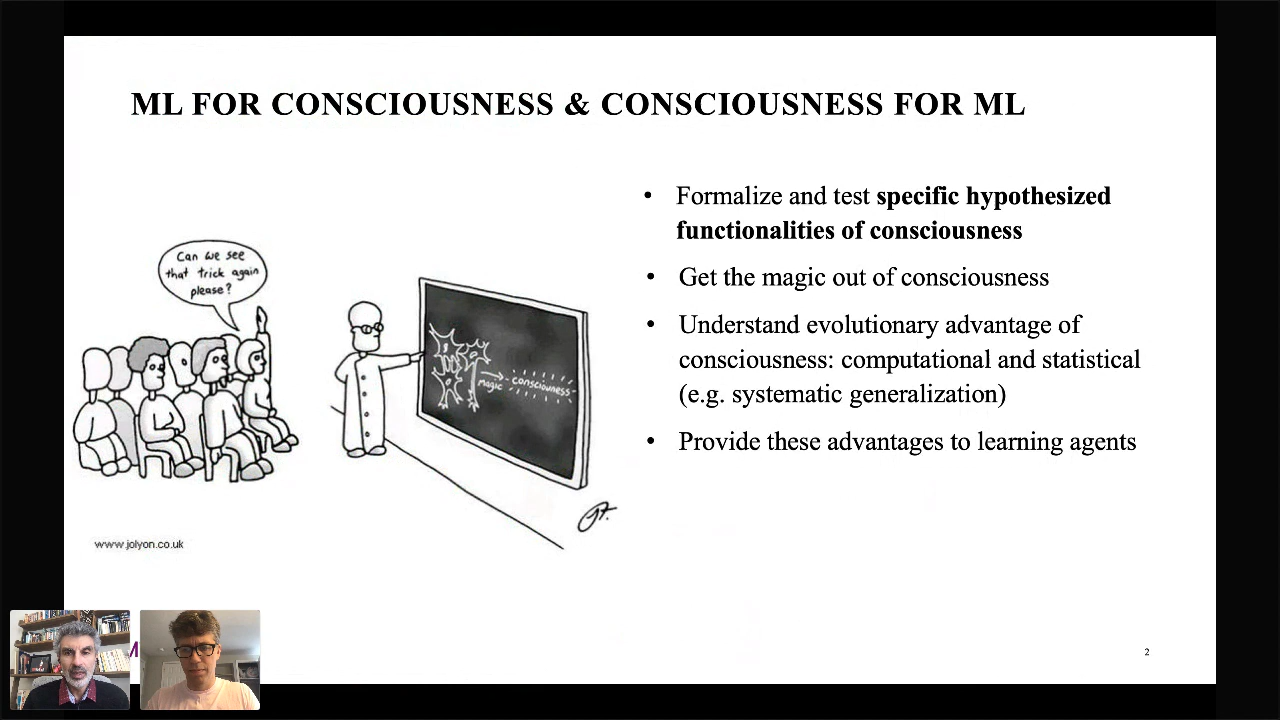 ML FOR CONSCIOUSNESS & CONSCIOUSNESS FOR ML
• Formalize and test specific hypothesized
functionalities of consciousness
• Get the magic out of consciousness
• Understand evolutionary advantage of
consciousness: computational and statistical
(e.g. systematic generalization)
• Provide these advantages to learning agents
Can we see
that trick again
please?
magic
consciousness
www.jolyon.co.uk
M
2